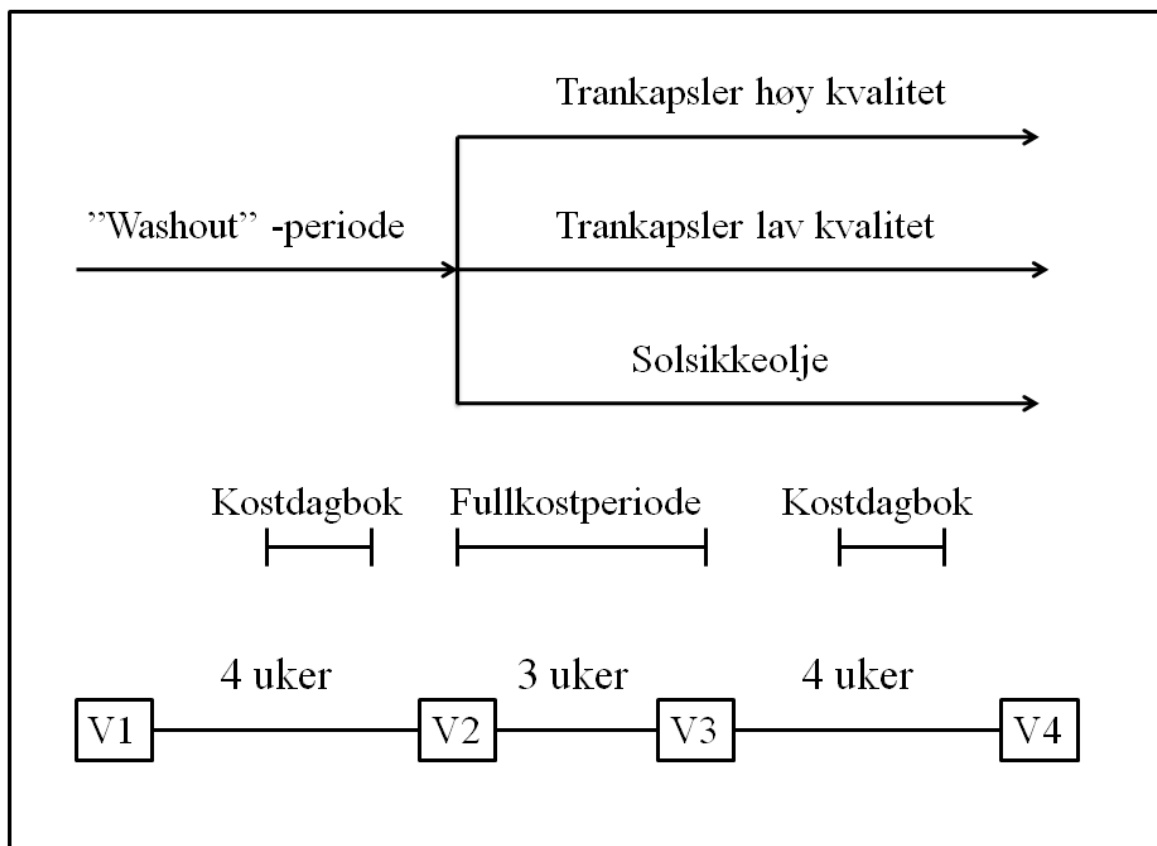 Trankapsler høy kvalitet
”Washout” -periode
Trankapsler lav kvalitet
Solsikkeolje
Kostdagbok
Fullkostperiode
Kostdagbok
4 uker
3 uker
4 uker
V1
V2
V3
V4